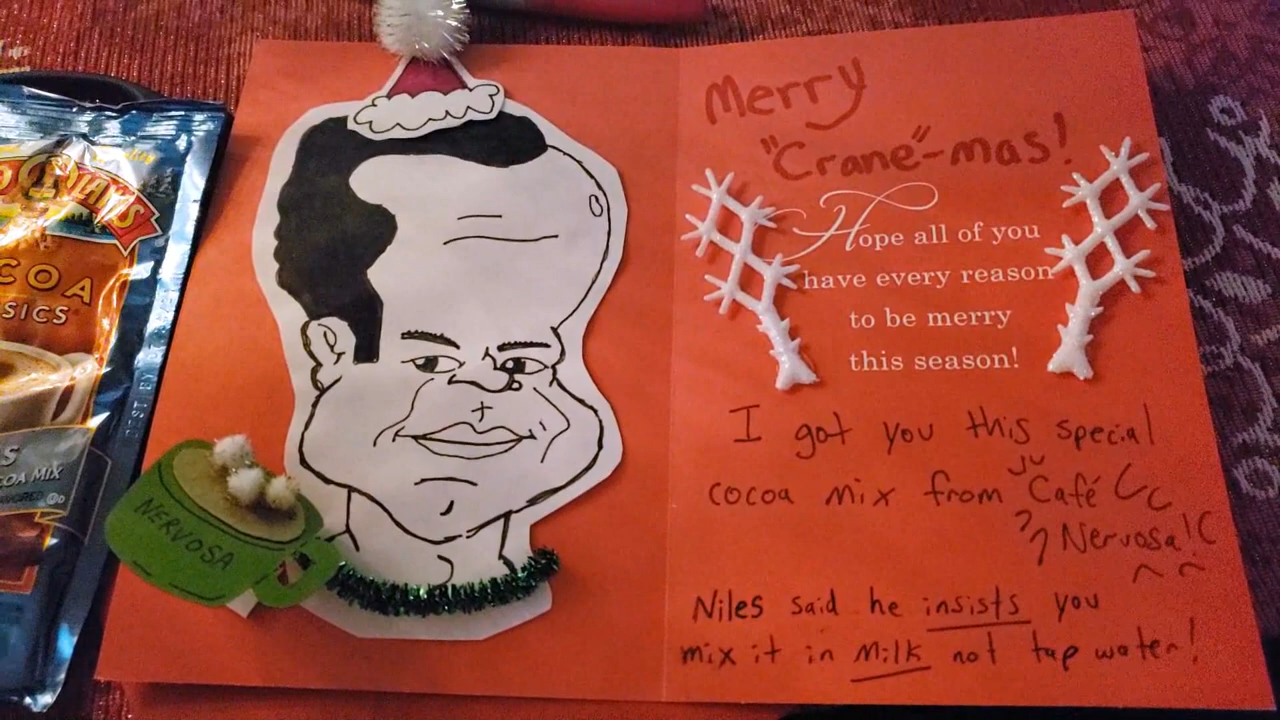 COA
SICS
S
COA MIX
NERVOSA
Merry
"Crane"-mas!
Hope all of you
have every reason
to be merry
this season!
I got you this special
cocoa mix from Café
Nervosa!
Niles said he insists you
mix it in Milk not tap water!